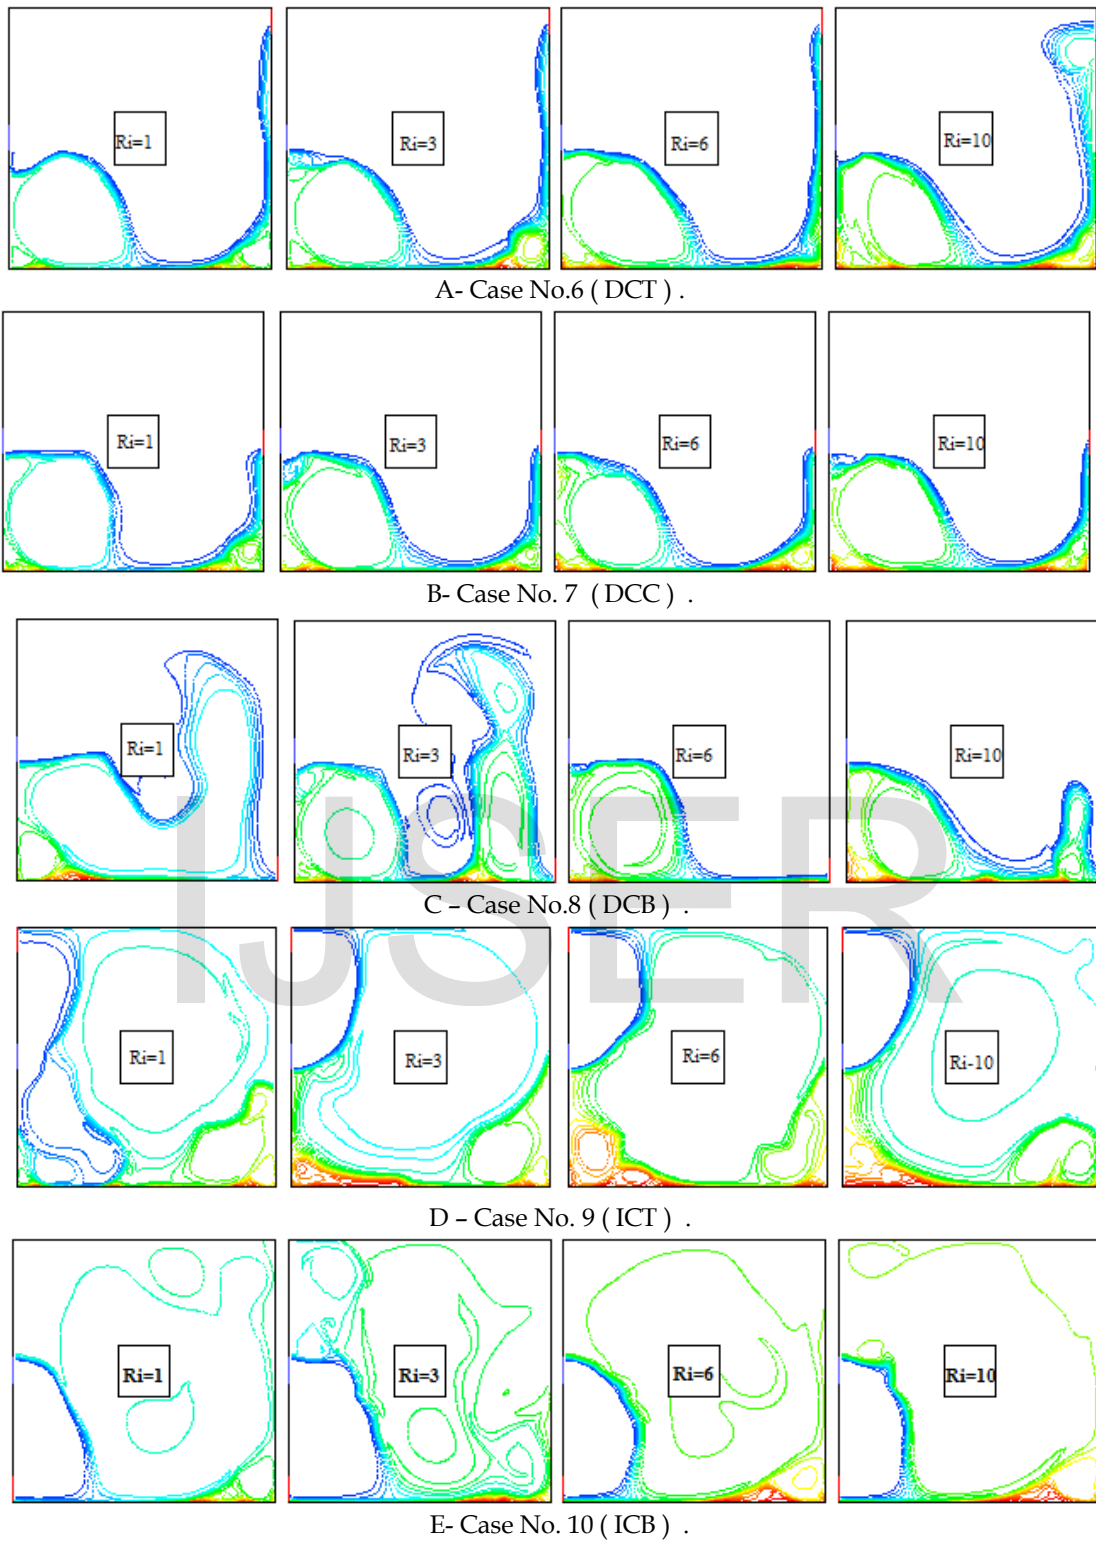 Ri=1 Ri=3 Ri=6 Ri=10
A- Case No.6 ( DCT ) .
Ri=1 Ri=3 Ri=6 Ri=10
B- Case No. 7 ( DCC ) .
Ri=1 Ri=3 Ri=6 Ri=10
C – Case No.8 ( DCB ) .
Ri=1 Ri=3 Ri=6 Ri-10
D – Case No. 9 ( ICT ) .
Ri=1 Ri=3 Ri=6 Ri=10
E- Case No. 10 ( ICB ) .
IJSER